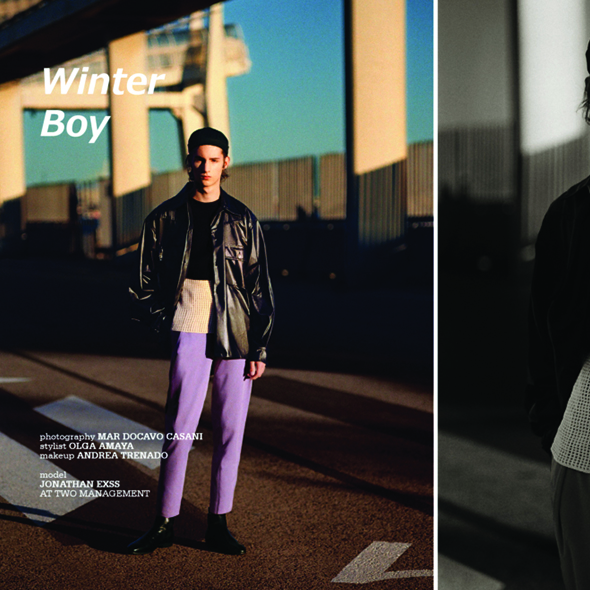 Winter
Boy
photography MAR DOCAVO CASANI
stylist OLGA AMAYA
makeup ANDREA TRENADO
model
JONATHAN EXSS
AT TWO MANAGEMENT